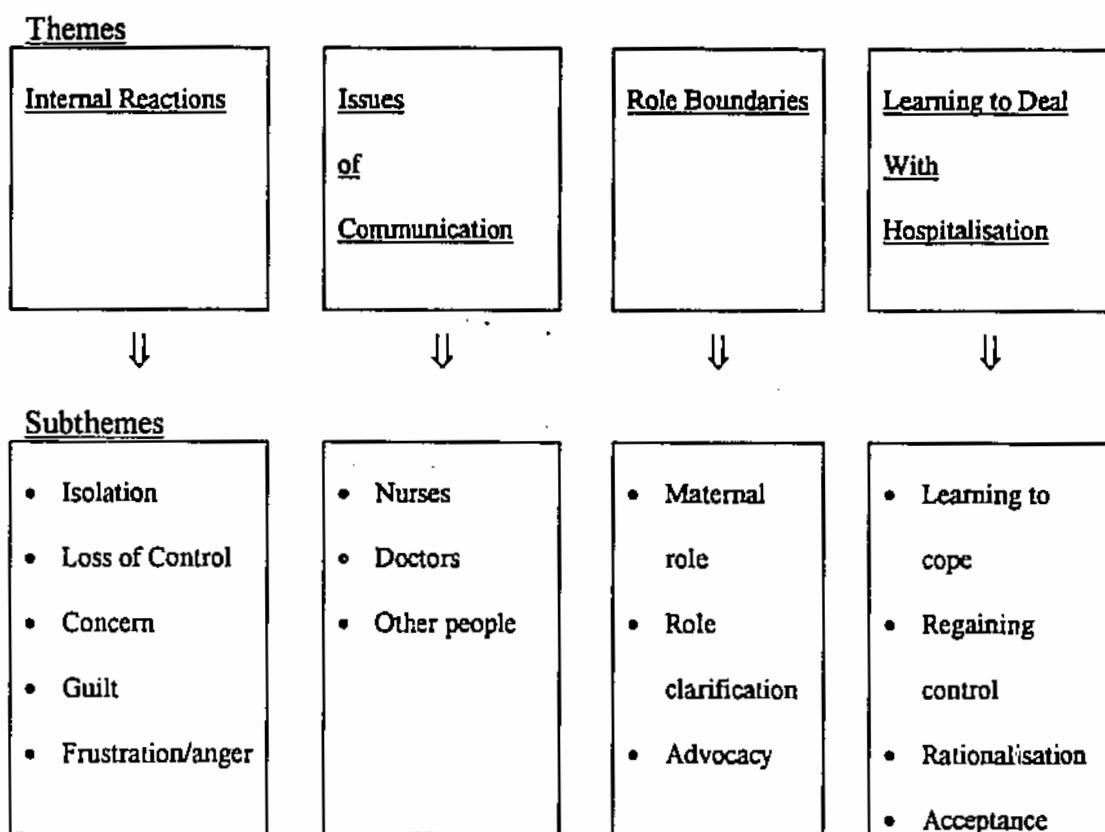 Themes
Internal Reactions
Issues
of
Communication
Role Boundaries
Learning to Deal
With
Hospitalisation
⇓ ⇓ ⇓ ⇓
Subthemes
• Isolation
• Loss of Control
• Concern
• Guilt
• Frustration/anger
• Nurses
• Doctors
• Other people
• Maternal
role
• Role
clarification
• Advocacy
• Learning to
cope
• Regaining
control
• Rationalisation
• Acceptance